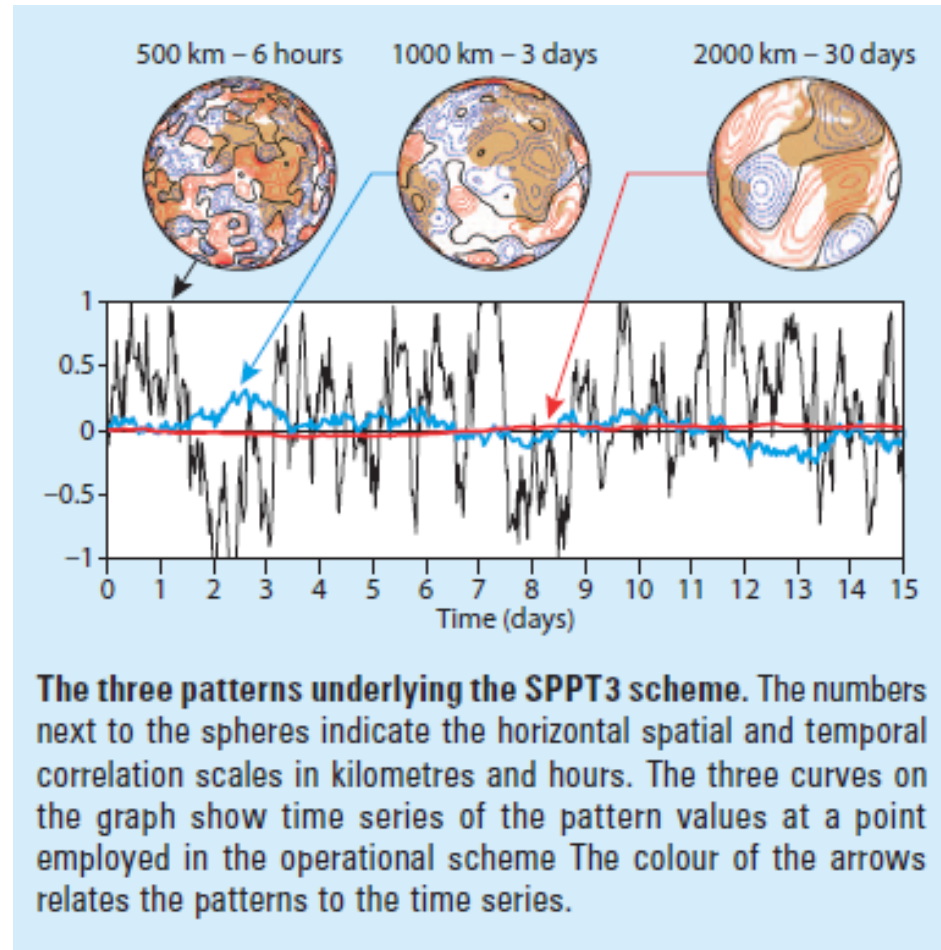 500 km – 6 hours
1000 km – 3 days
2000 km – 30 days
1
0.5
0
–0.5
–1
0 1 2 3 4 5 6 7 8 9 10 11 12 13 14 15
Time (days)
The three patterns underlying the SPPT3 scheme. The numbers
next to the spheres indicate the horizontal spatial and temporal
correlation scales in kilometres and hours. The three curves on
the graph show time series of the pattern values at a point
employed in the operational scheme The colour of the arrows
relates the patterns to the time series.